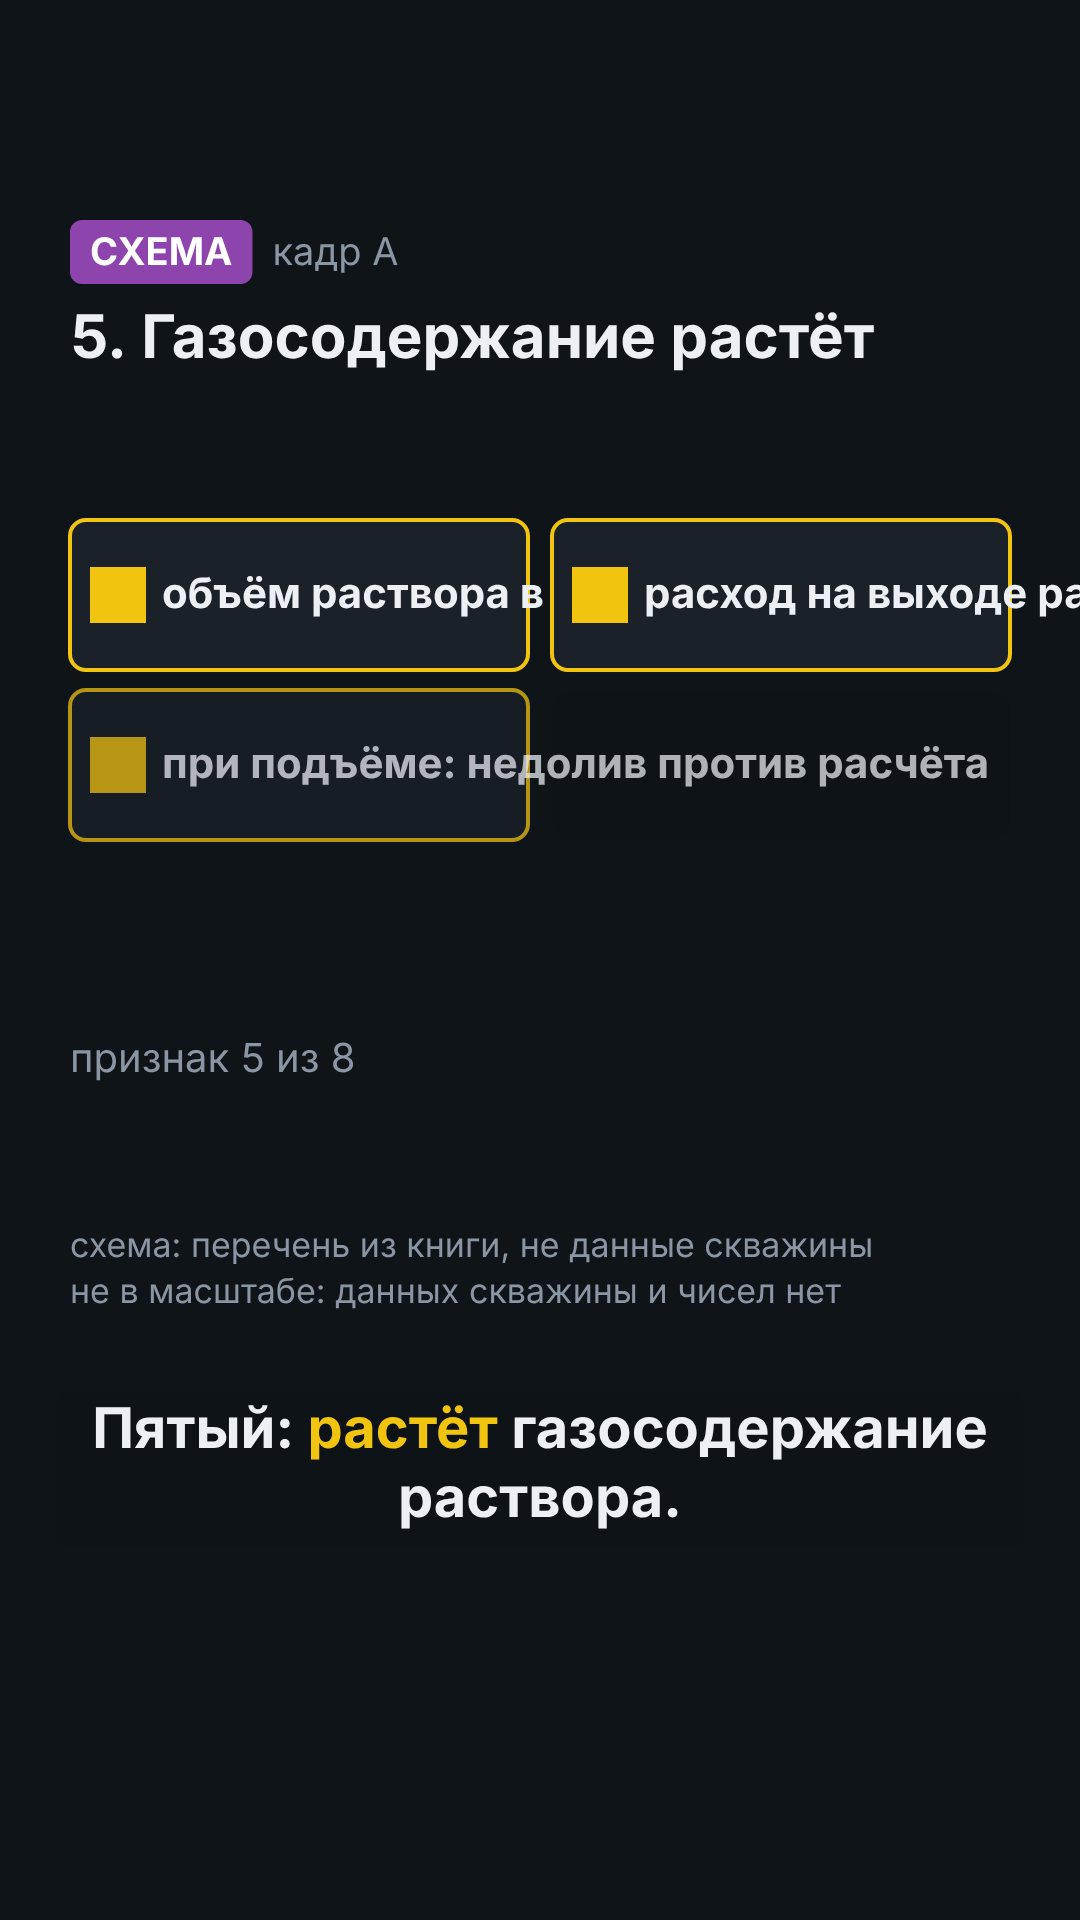 СХЕМА кадр А
5. Газосодержание растёт
объём раствора в
расход на выходе ра
при подъёме: недолив против расчёта
признак 5 из 8
схема: перечень из книги, не данные скважины
не в масштабе: данных скважины и чисел нет
Пятый: растёт газосодержание
раствора.